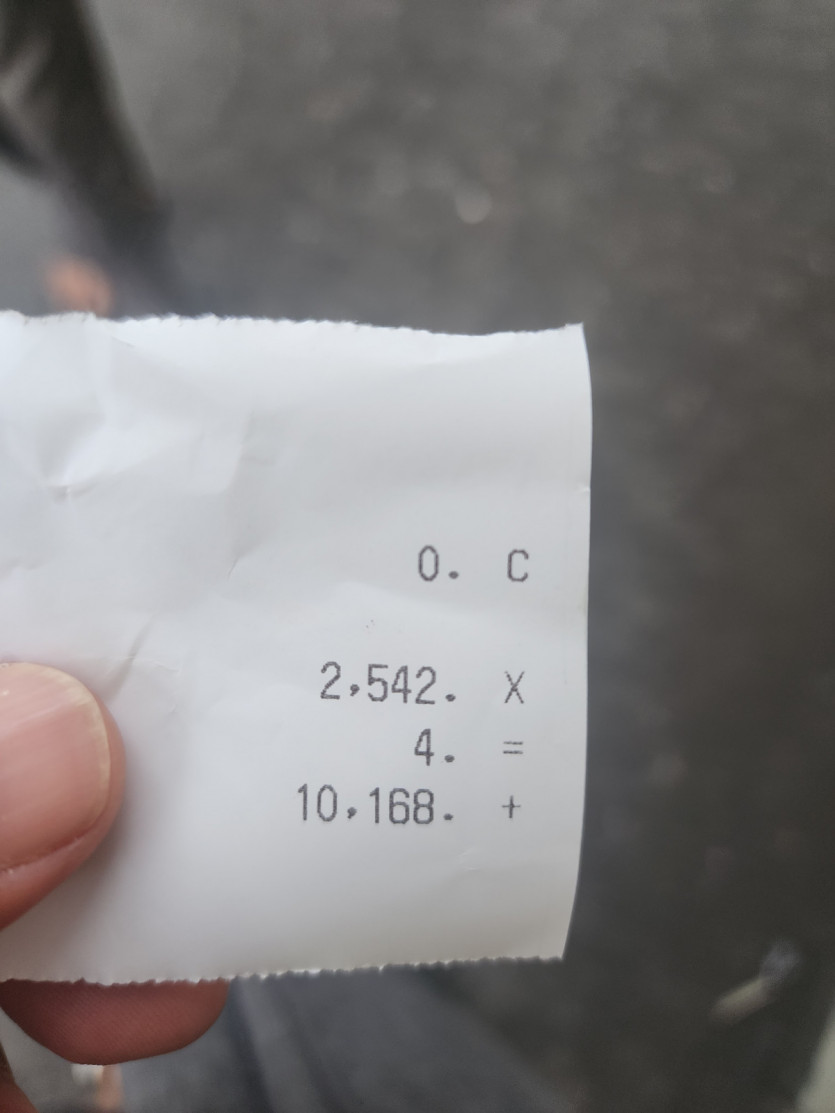 0. C
2,542. X
4. =
10,168. +